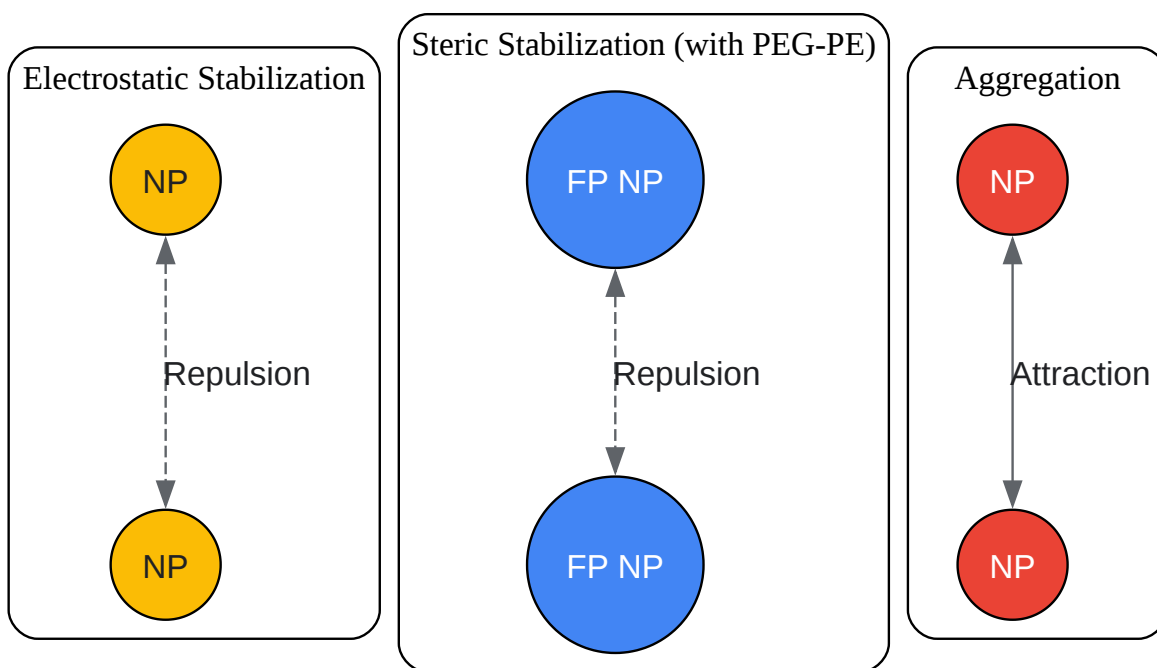 Electrostatic Stabilization
NP
Repulsion
NP
Steric Stabilization (with PEG-PE)
FP NP
Repulsion
FP NP
Aggregation
NP
Attraction
NP